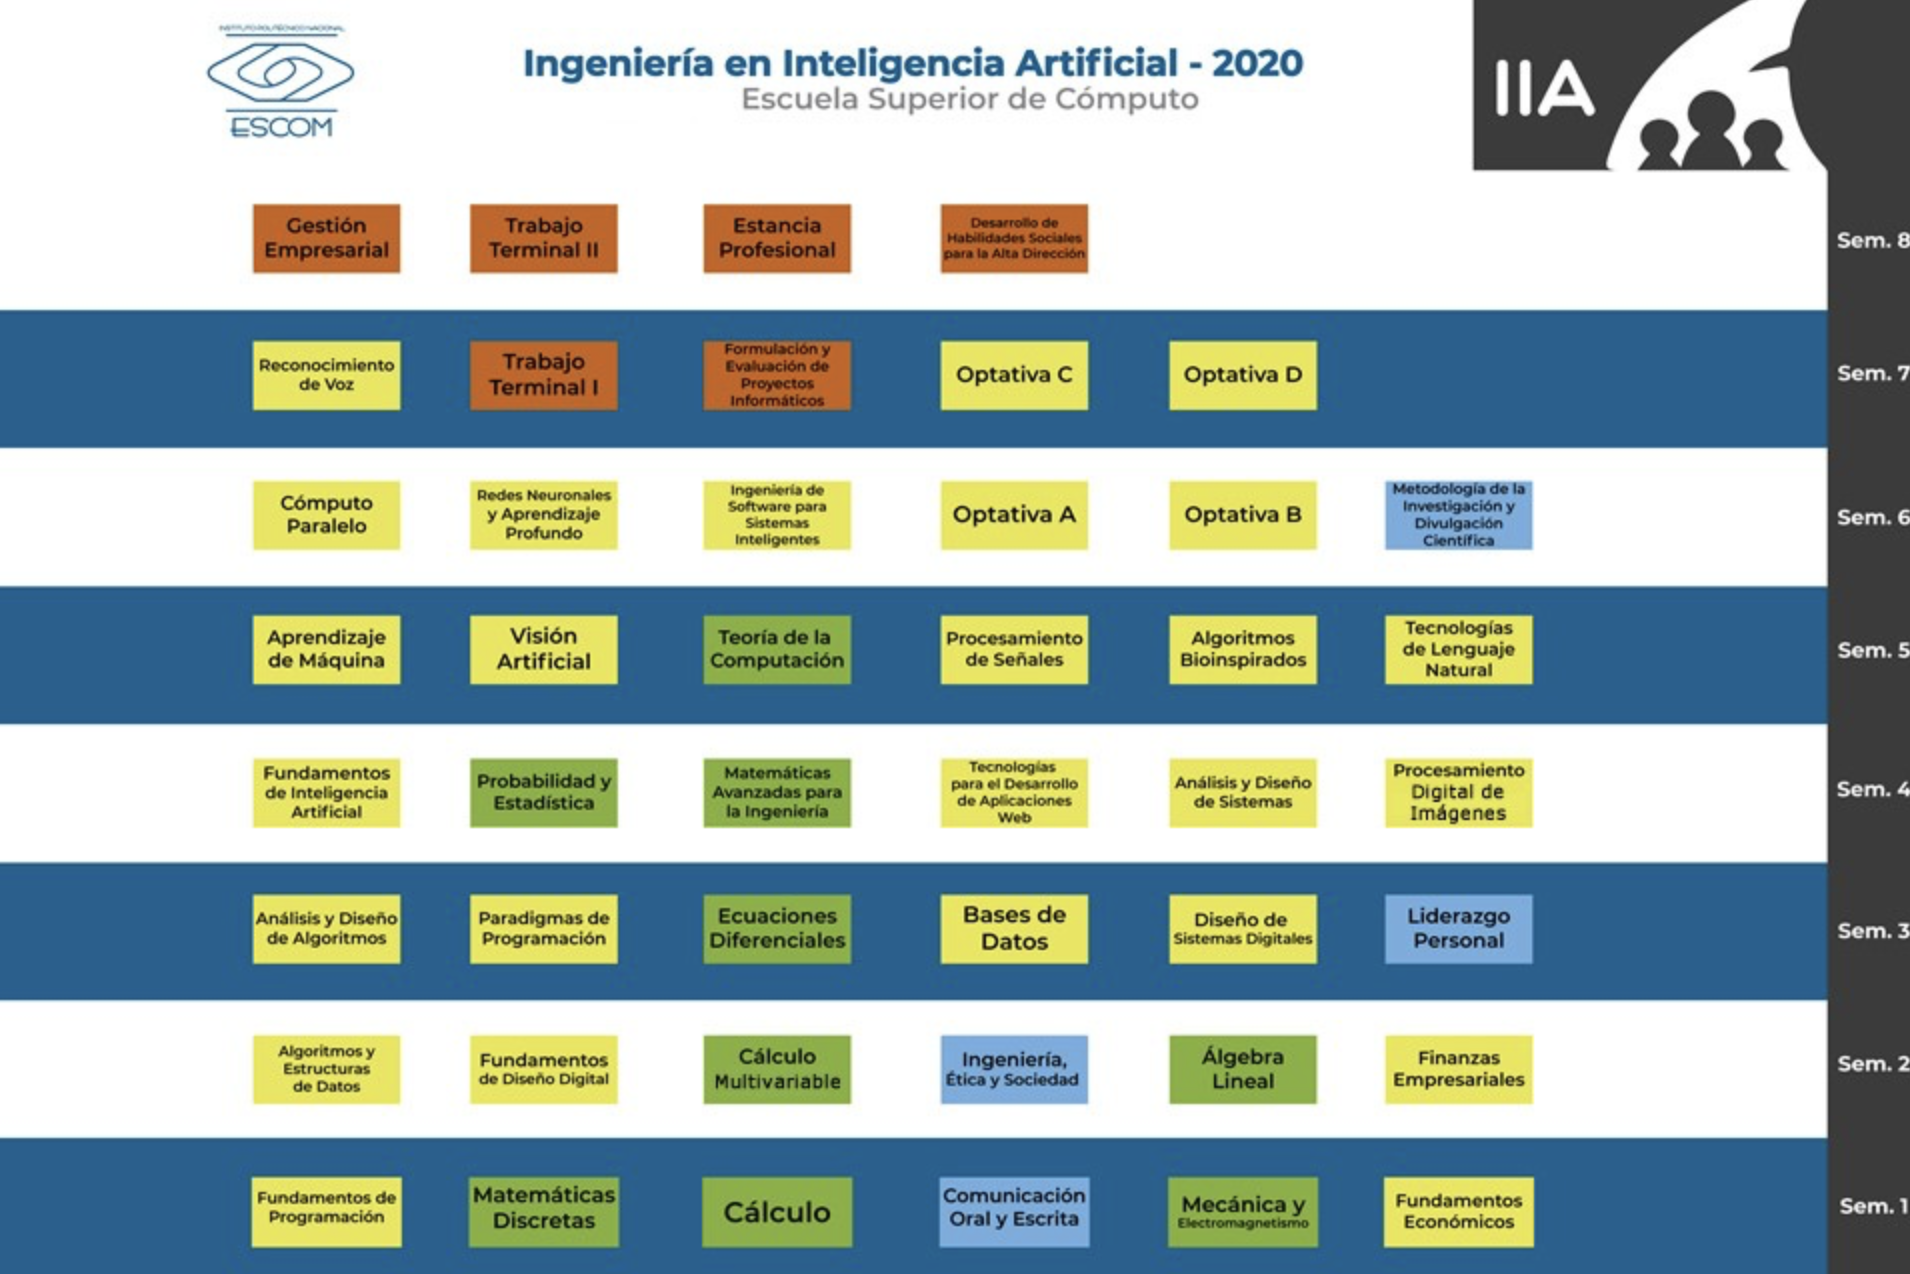 INSTITUTO POLITÉCNICO NACIONAL
ESCOM
Ingeniería en Inteligencia Artificial - 2020
Escuela Superior de Cómputo
IIA
Gestión
Empresarial
Trabajo
Terminal II
Estancia
Profesional
Desarrollo de
Habilidades Sociales
para la Alta Dirección
Sem. 8
Reconocimiento
de Voz
Trabajo
Terminal I
Formulación y
Evaluación de
Proyectos
Informáticos
Optativa C
Optativa D
Sem. 7
Cómputo
Paralelo
Redes Neuronales
y Aprendizaje
Profundo
Ingeniería de
Software para
Sistemas
Inteligentes
Optativa A
Optativa B
Metodología de la
Investigación y
Divulgación
Científica
Sem. 6
Aprendizaje
de Máquina
Visión
Artificial
Teoría de la
Computación
Procesamiento
de Señales
Algoritmos
Bioinspirados
Tecnologías
de Lenguaje
Natural
Sem. 5
Fundamentos
de Inteligencia
Artificial
Probabilidad y
Estadística
Matemáticas
Avanzadas para
la Ingeniería
Tecnologías
para el Desarrollo
de Aplicaciones
Web
Análisis y Diseño
de Sistemas
Procesamiento
Digital de
Imágenes
Sem. 4
Análisis y Diseño
de Algoritmos
Paradigmas de
Programación
Ecuaciones
Diferenciales
Bases de
Datos
Diseño de
Sistemas Digitales
Liderazgo
Personal
Sem. 3
Algoritmos y
Estructuras
de Datos
Fundamentos
de Diseño Digital
Cálculo
Multivariable
Ingeniería,
Ética y Sociedad
Álgebra
Lineal
Finanzas
Empresariales
Sem. 2
Fundamentos de
Programación
Matemáticas
Discretas
Cálculo
Comunicación
Oral y Escrita
Mecánica y
Electromagnetismo
Fundamentos
Económicos
Sem. 1